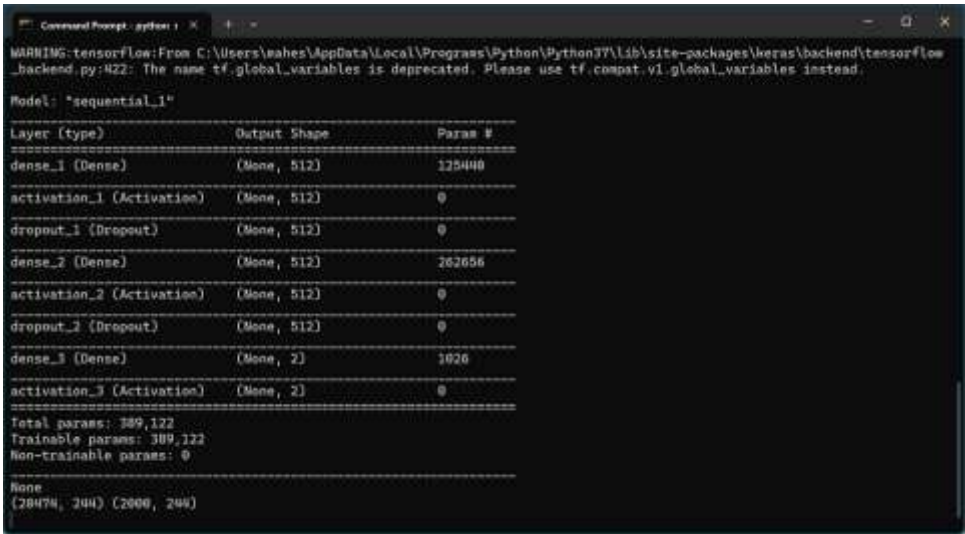 Command Prompt - python
WARNING:tensorflow:From C:\Users\mahes\AppData\Local\Programs\Python\Python37\lib\site-packages\keras\backend\tensorflow
_backend.py:422: The name tf.global_variables is deprecated. Please use tf.compat.v1.global_variables instead.
Model: "sequential_1"
Layer (type) Output Shape Param #
dense_1 (Dense) (None, 512) 125440
activation_1 (Activation) (None, 512) 0
dropout_1 (Dropout) (None, 512) 0
dense_2 (Dense) (None, 512) 262656
activation_2 (Activation) (None, 512) 0
dropout_2 (Dropout) (None, 512) 0
dense_3 (Dense) (None, 2) 1026
activation_3 (Activation) (None, 2) 0
Total params: 389,122
Trainable params: 389,122
Non-trainable params: 0
None
(28474, 244) (2000, 244)